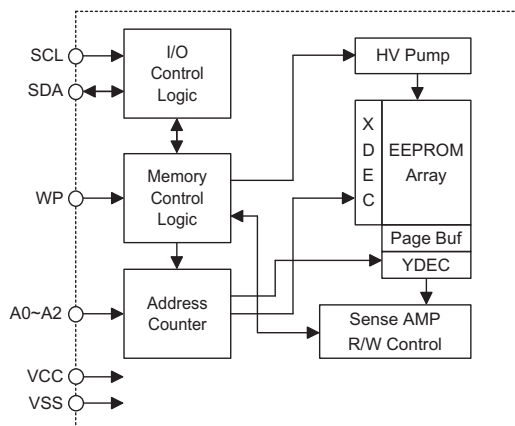 SCL
SDA
I/O
Control
Logic
HV Pump
WP
Memory
Control
Logic
X
D
E
C
EEPROM
Array
Page Buf
YDEC
A0~A2
Address
Counter
Sense AMP
R/W Control
VCC
VSS